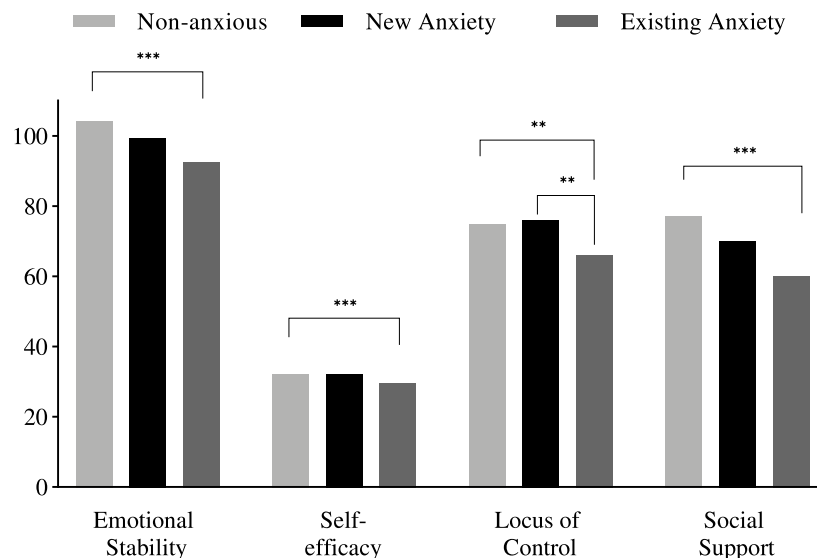 Non-anxious New Anxiety Existing Anxiety
***
**
***
**
***
100
80
60
40
20
0
Emotional Stability
Self-efficacy
Locus of Control
Social Support